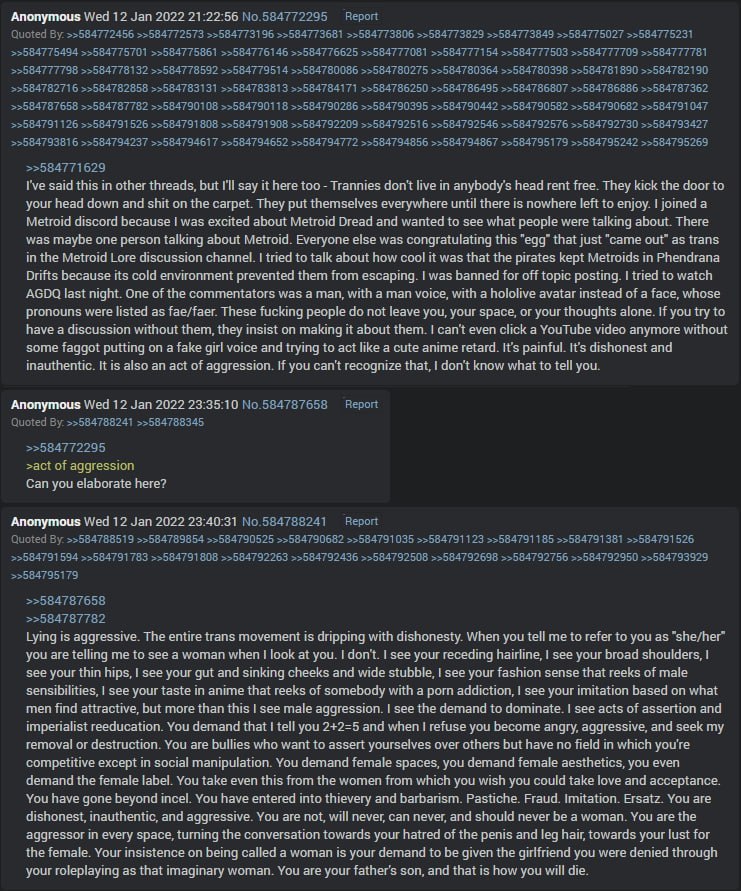 Anonymous Wed 12 Jan 2022 21:22:56 No.584772295 Report
Quoted By: >>584772456 >>584772573 >>584773196 >>584773681 >>584773806 >>584773829 >>584773849 >>584775027 >>584775231
>>584775494 >>584775701 >>584775861 >>584776146 >>584776625 >>584777081 >>584777154 >>584777503 >>584777709 >>584777781
>>584777798 >>584778132 >>584778592 >>584779514 >>584780086 >>584780275 >>584780364 >>584780398 >>584781890 >>584782190
>>584782716 >>584782858 >>584783131 >>584783813 >>584784171 >>584786250 >>584786495 >>584786807 >>584786886 >>584787362
>>584787658 >>584787782 >>584790108 >>584790118 >>584790286 >>584790395 >>584790442 >>584790582 >>584790682 >>584791047
>>584791126 >>584791526 >>584791808 >>584791908 >>584792209 >>584792516 >>584792546 >>584792576 >>584792730 >>584793427
>>584793816 >>584794237 >>584794617 >>584794652 >>584794772 >>584794856 >>584794867 >>584795179 >>584795242 >>584795269
>>584771629
I've said this in other threads, but I'll say it here too - Trannies don't live in anybody's head rent free. They kick the door to
your head down and shit on the carpet. They put themselves everywhere until there is nowhere left to enjoy. I joined a
Metroid discord because I was excited about Metroid Dread and wanted to see what people were talking about. There
was maybe one person talking about Metroid. Everyone else was congratulating this "egg" that just "came out" as trans
in the Metroid Lore discussion channel. I tried to talk about how cool it was that the pirates kept Metroids in Phendrana
Drifts because its cold environment prevented them from escaping. I was banned for off topic posting. I tried to watch
AGDQ last night. One of the commentators was a man, with a man voice, with a hololive avatar instead of a face, whose
pronouns were listed as fae/faer. These fucking people do not leave you, your space, or your thoughts alone. If you try to
have a discussion without them, they insist on making it about them. I can't even click a YouTube video anymore without
some faggot putting on a fake girl voice and trying to act like a cute anime retard. It's painful. It's dishonest and
inauthentic. It is also an act of aggression. If you can't recognize that, I don't know what to tell you.
Anonymous Wed 12 Jan 2022 23:35:10 No.584787658 Report
Quoted By: >>584788241 >>584788345
>>584772295
>act of aggression
Can you elaborate here?
Anonymous Wed 12 Jan 2022 23:40:31 No.584788241 Report
Quoted By: >>584788519 >>584789854 >>584790525 >>584790682 >>584791035 >>584791123 >>584791185 >>584791381 >>584791526
>>584791594 >>584791783 >>584791808 >>584792263 >>584792436 >>584792508 >>584792698 >>584792756 >>584792950 >>584793929
>>584795179
>>584787658
>>584787782
Lying is aggressive. The entire trans movement is dripping with dishonesty. When you tell me to refer to you as "she/her"
you are telling me to see a woman when I look at you. I don't. I see your receding hairline, I see your broad shoulders, I
see your thin hips, I see your gut and sinking cheeks and wide stubble, I see your fashion sense that reeks of male
sensibilities, I see your taste in anime that reeks of somebody with a porn addiction, I see your imitation based on what
men find attractive, but more than this I see male aggression. I see the demand to dominate. I see acts of assertion and
imperialist reeducation. You demand that I tell you 2+2=5 and when I refuse you become angry, aggressive, and seek my
removal or destruction. You are bullies who want to assert yourselves over others but have no field in which you're
competitive except in social manipulation. You demand female spaces, you demand female aesthetics, you even
demand the female label. You take even this from the women from which you wish you could take love and acceptance.
You have gone beyond incel. You have entered into thievery and barbarism. Pastiche. Fraud. Imitation. Ersatz. You are
dishonest, inauthentic, and aggressive. You are not, will never, can never, and should never be a woman. You are the
aggressor in every space, turning the conversation towards your hatred of the penis and leg hair, towards your lust for
the female. Your insistence on being called a woman is your demand to be given the girlfriend you were denied through
your roleplaying as that imaginary woman. You are your father's son, and that is how you will die.